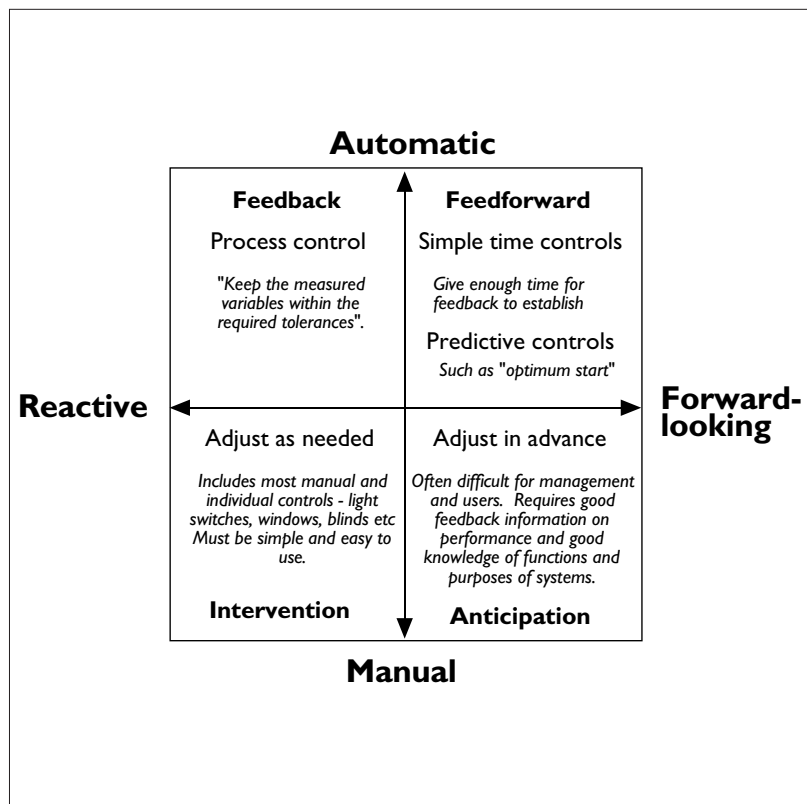 Automatic
Feedback
Process control
"Keep the measured
variables within the
required tolerances".
Feedforward
Simple time controls
Give enough time for
feedback to establish
Predictive controls
Such as "optimum start"
Reactive
Forward-
looking
Adjust as needed
Includes most manual and
individual controls - light
switches, windows, blinds etc
Must be simple and easy to
use.
Intervention
Adjust in advance
Often difficult for management
and users. Requires good
feedback information on
performance and good
knowledge of functions and
purposes of systems.
Anticipation
Manual